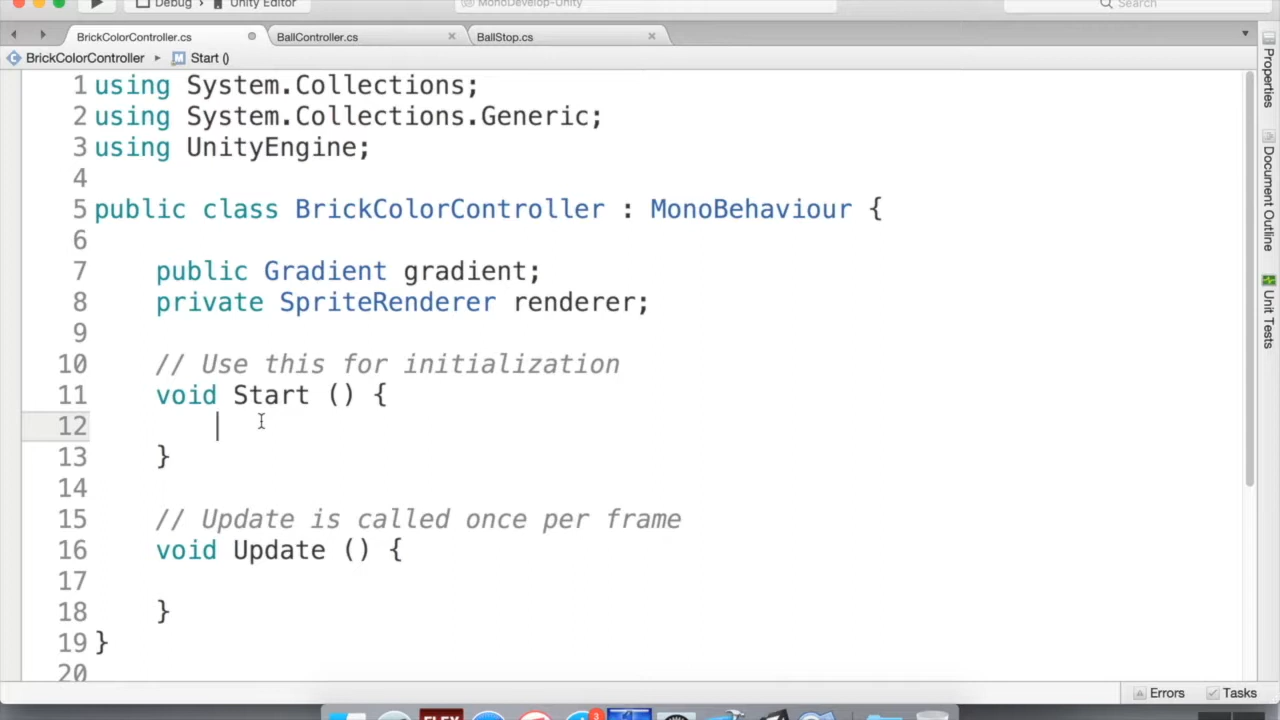 Debug > Unity Editor
MonoDevelop-Unity
Search
BrickColorController.cs
BallController.cs
BallStop.cs
BrickColorController
Start ()
1 using System.Collections;
2 using System.Collections.Generic;
3 using UnityEngine;
4
5 public class BrickColorController : MonoBehaviour {
6
7 public Gradient gradient;
8 private SpriteRenderer renderer;
9
10 // Use this for initialization
11 void Start () {
12
13 }
14
15 // Update is called once per frame
16 void Update () {
17
18 }
19 }
20
Properties
Document Outline
Unit Tests
Errors
Tasks
FLEX
3